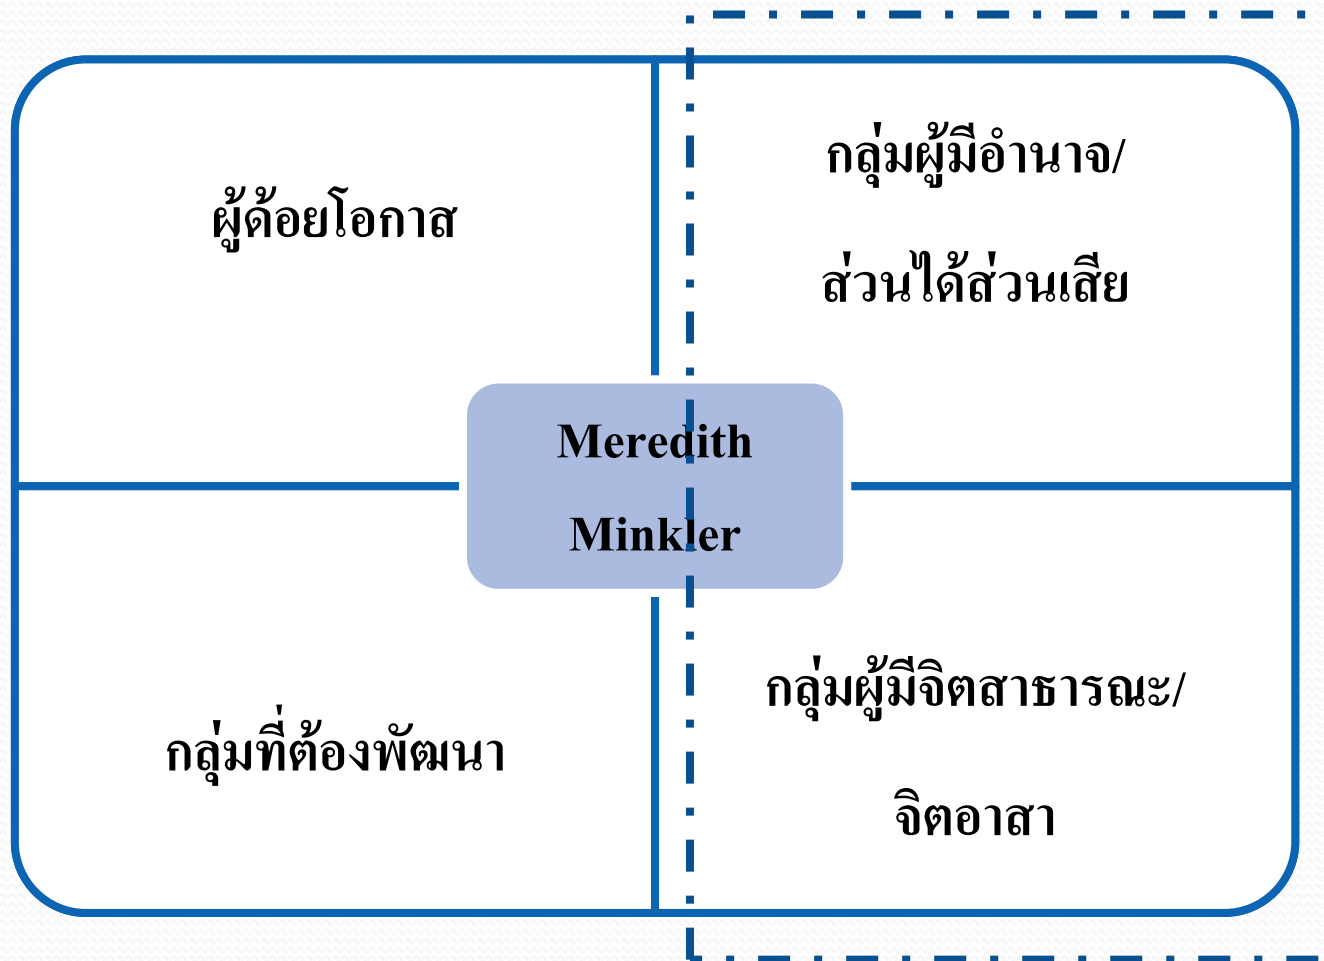 ผู้ด้อยโอกาส
กลุ่มผู้มีอำนาจ/
ส่วนได้ส่วนเสีย
Meredith
Minkler
กลุ่มที่ต้องพัฒนา
กลุ่มผู้มีจิตสาธารณะ/
จิตอาสา